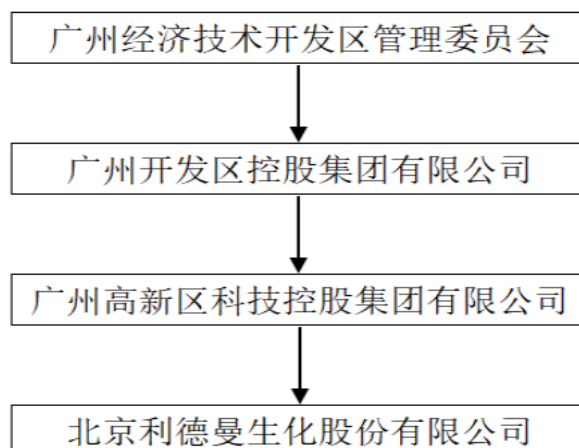 广州经济技术开发区管理委员会
广州开发区控股集团有限公司
广州高新区科技控股集团有限公司
北京利德曼生化股份有限公司